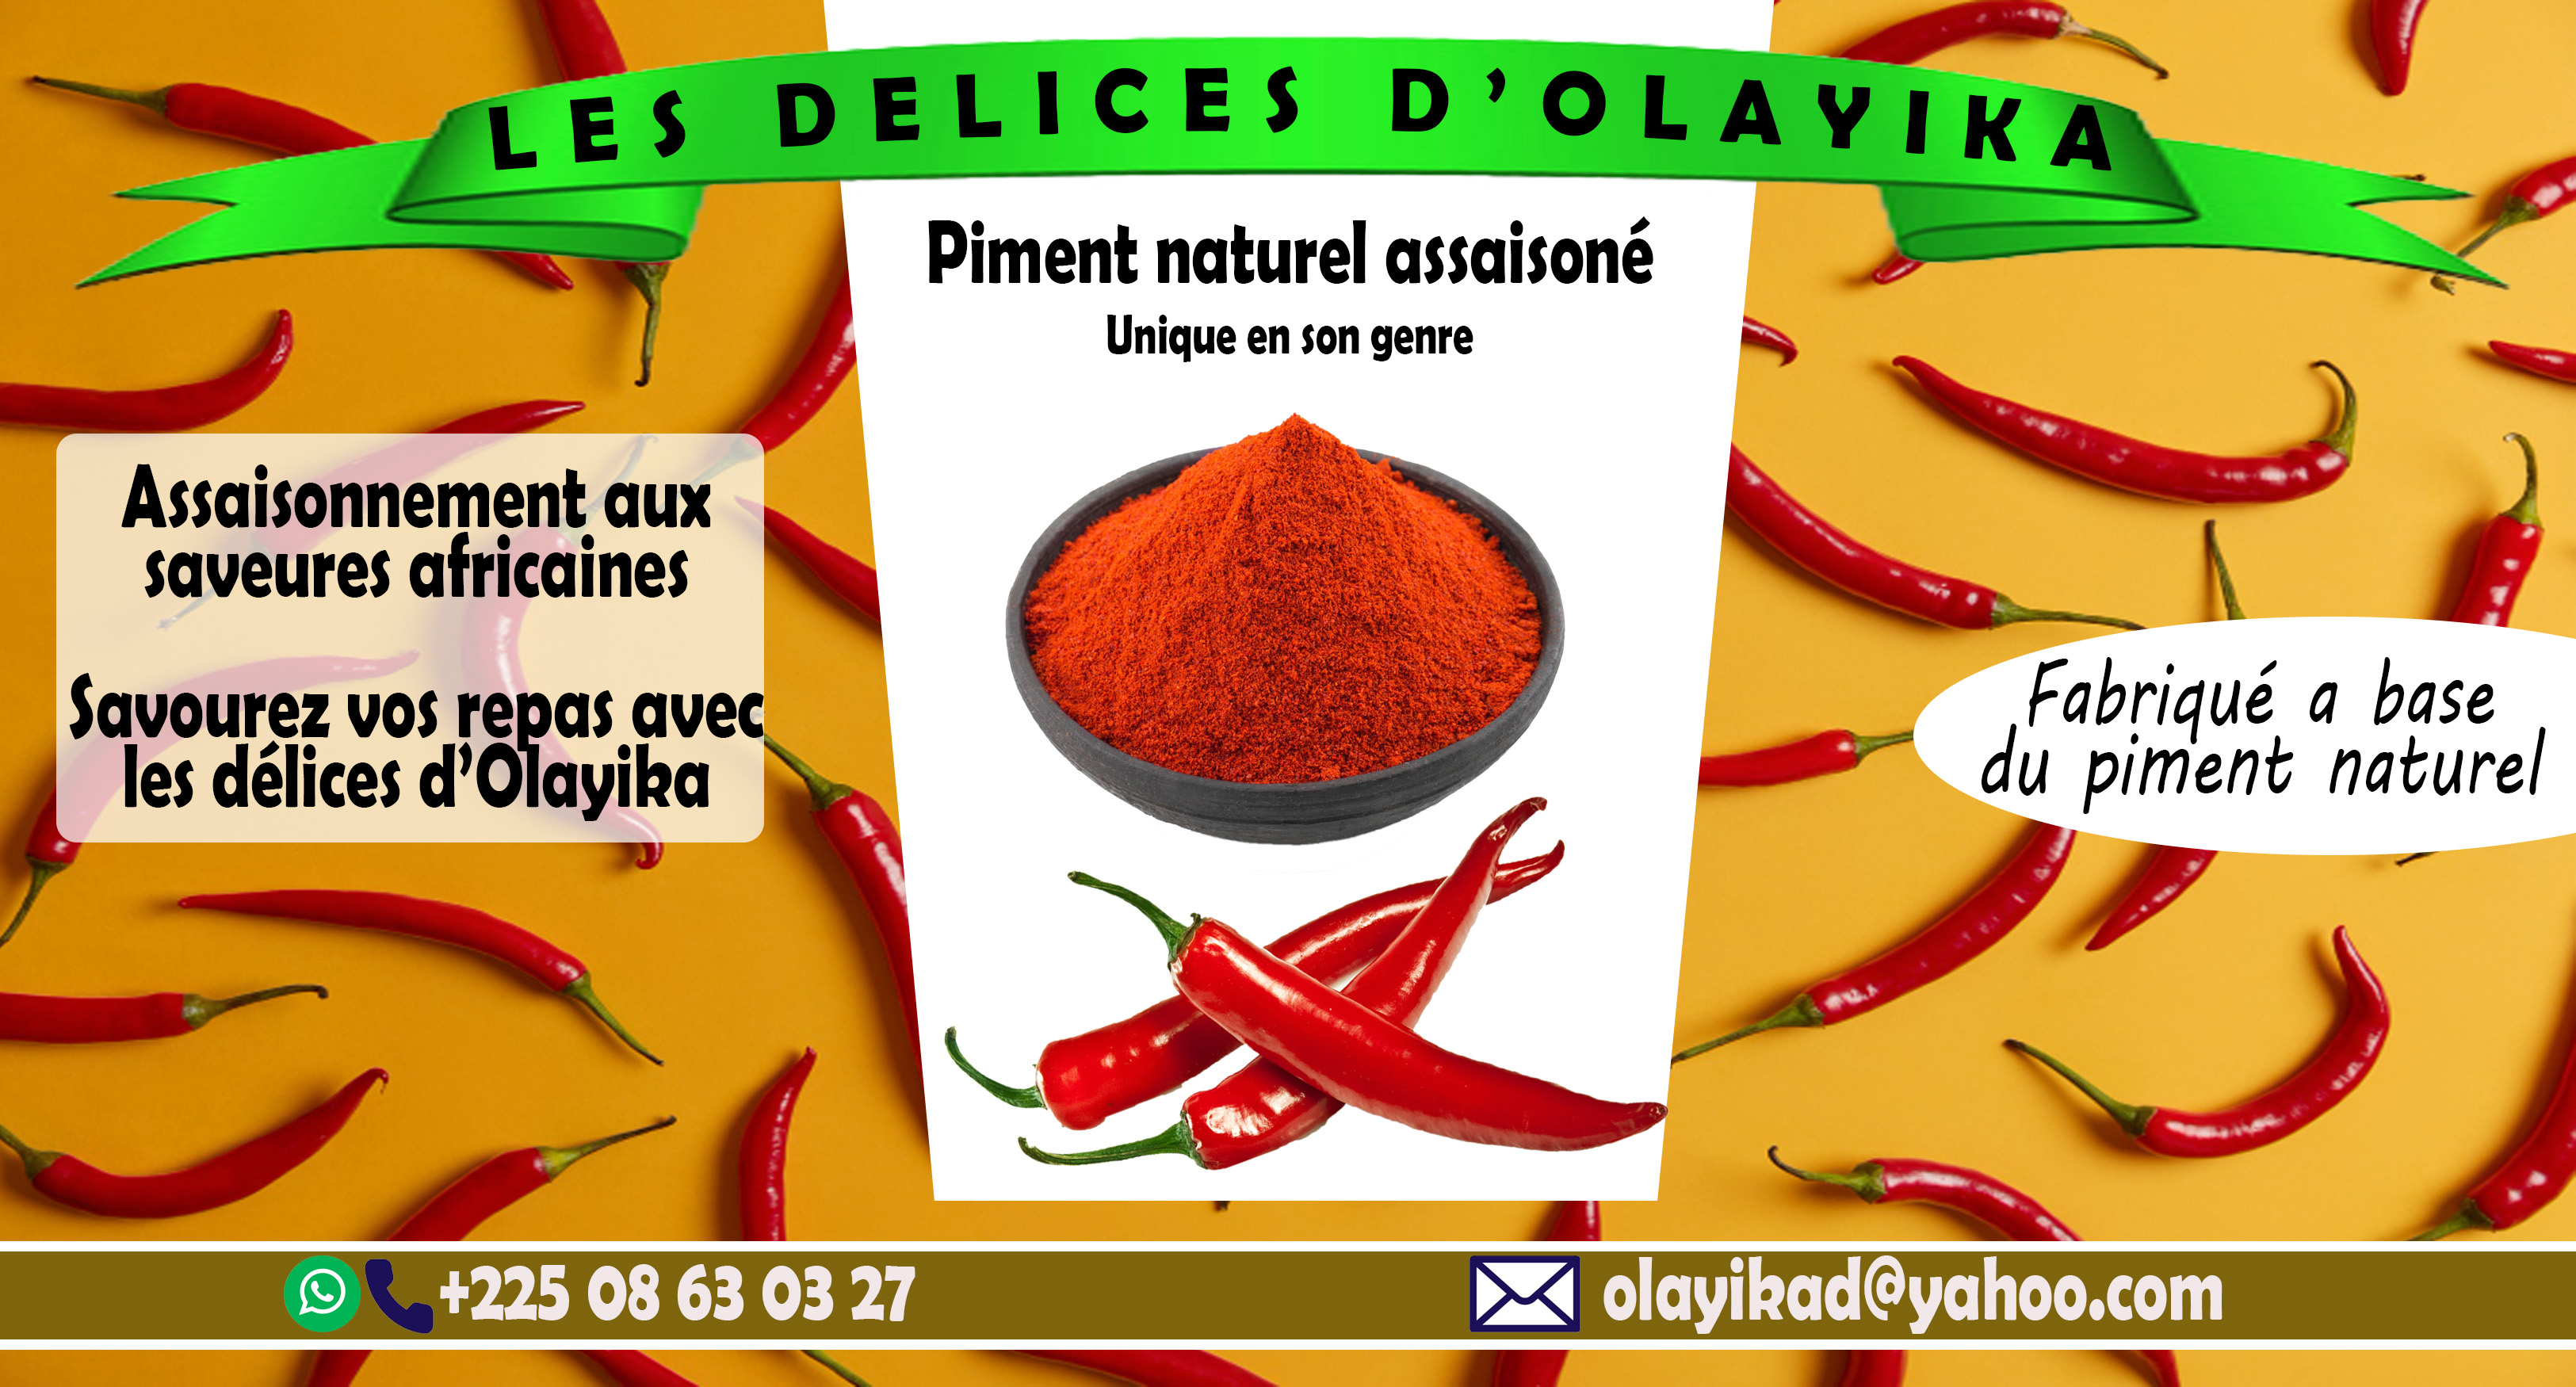 LES DELICES D’OLAYIKA
Piment naturel assaisoné
Unique en son genre
Assaisonnement aux
saveures africaines
Savourez vos repas avec
les délices d’Olayika
Fabriqué a base
du piment naturel
+225 08 63 03 27
olayikad@yahoo.com